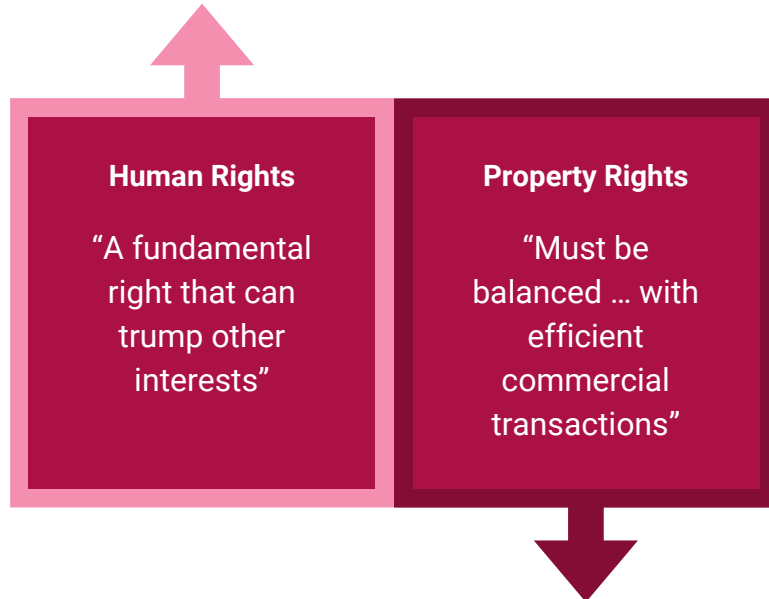 Human Rights
“A fundamental
right that can
trump other
interests”
Property Rights
“Must be
balanced ... with
efficient
commercial
transactions”